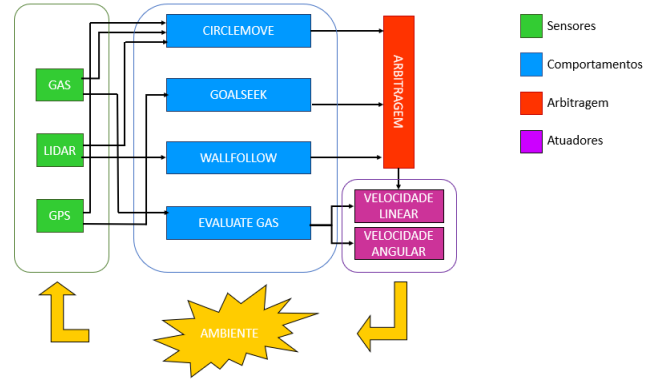 CIRCLEMOVE
GOALSEEK
WALLFOLLOW
EVALUATE GAS
GAS
LIDAR
GPS
ARBITRAGEM
VELOCIDADE
LINEAR
VELOCIDADE
ANGULAR
AMBIENTE
Sensores
Comportamentos
Arbitragem
Atuadores